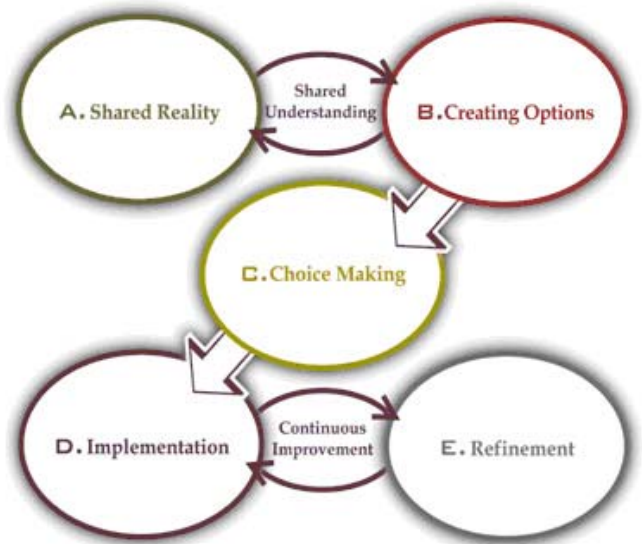 A. Shared Reality
Shared
Understanding
B. Creating Options
C. Choice Making
D. Implementation
Continuous
Improvement
E. Refinement